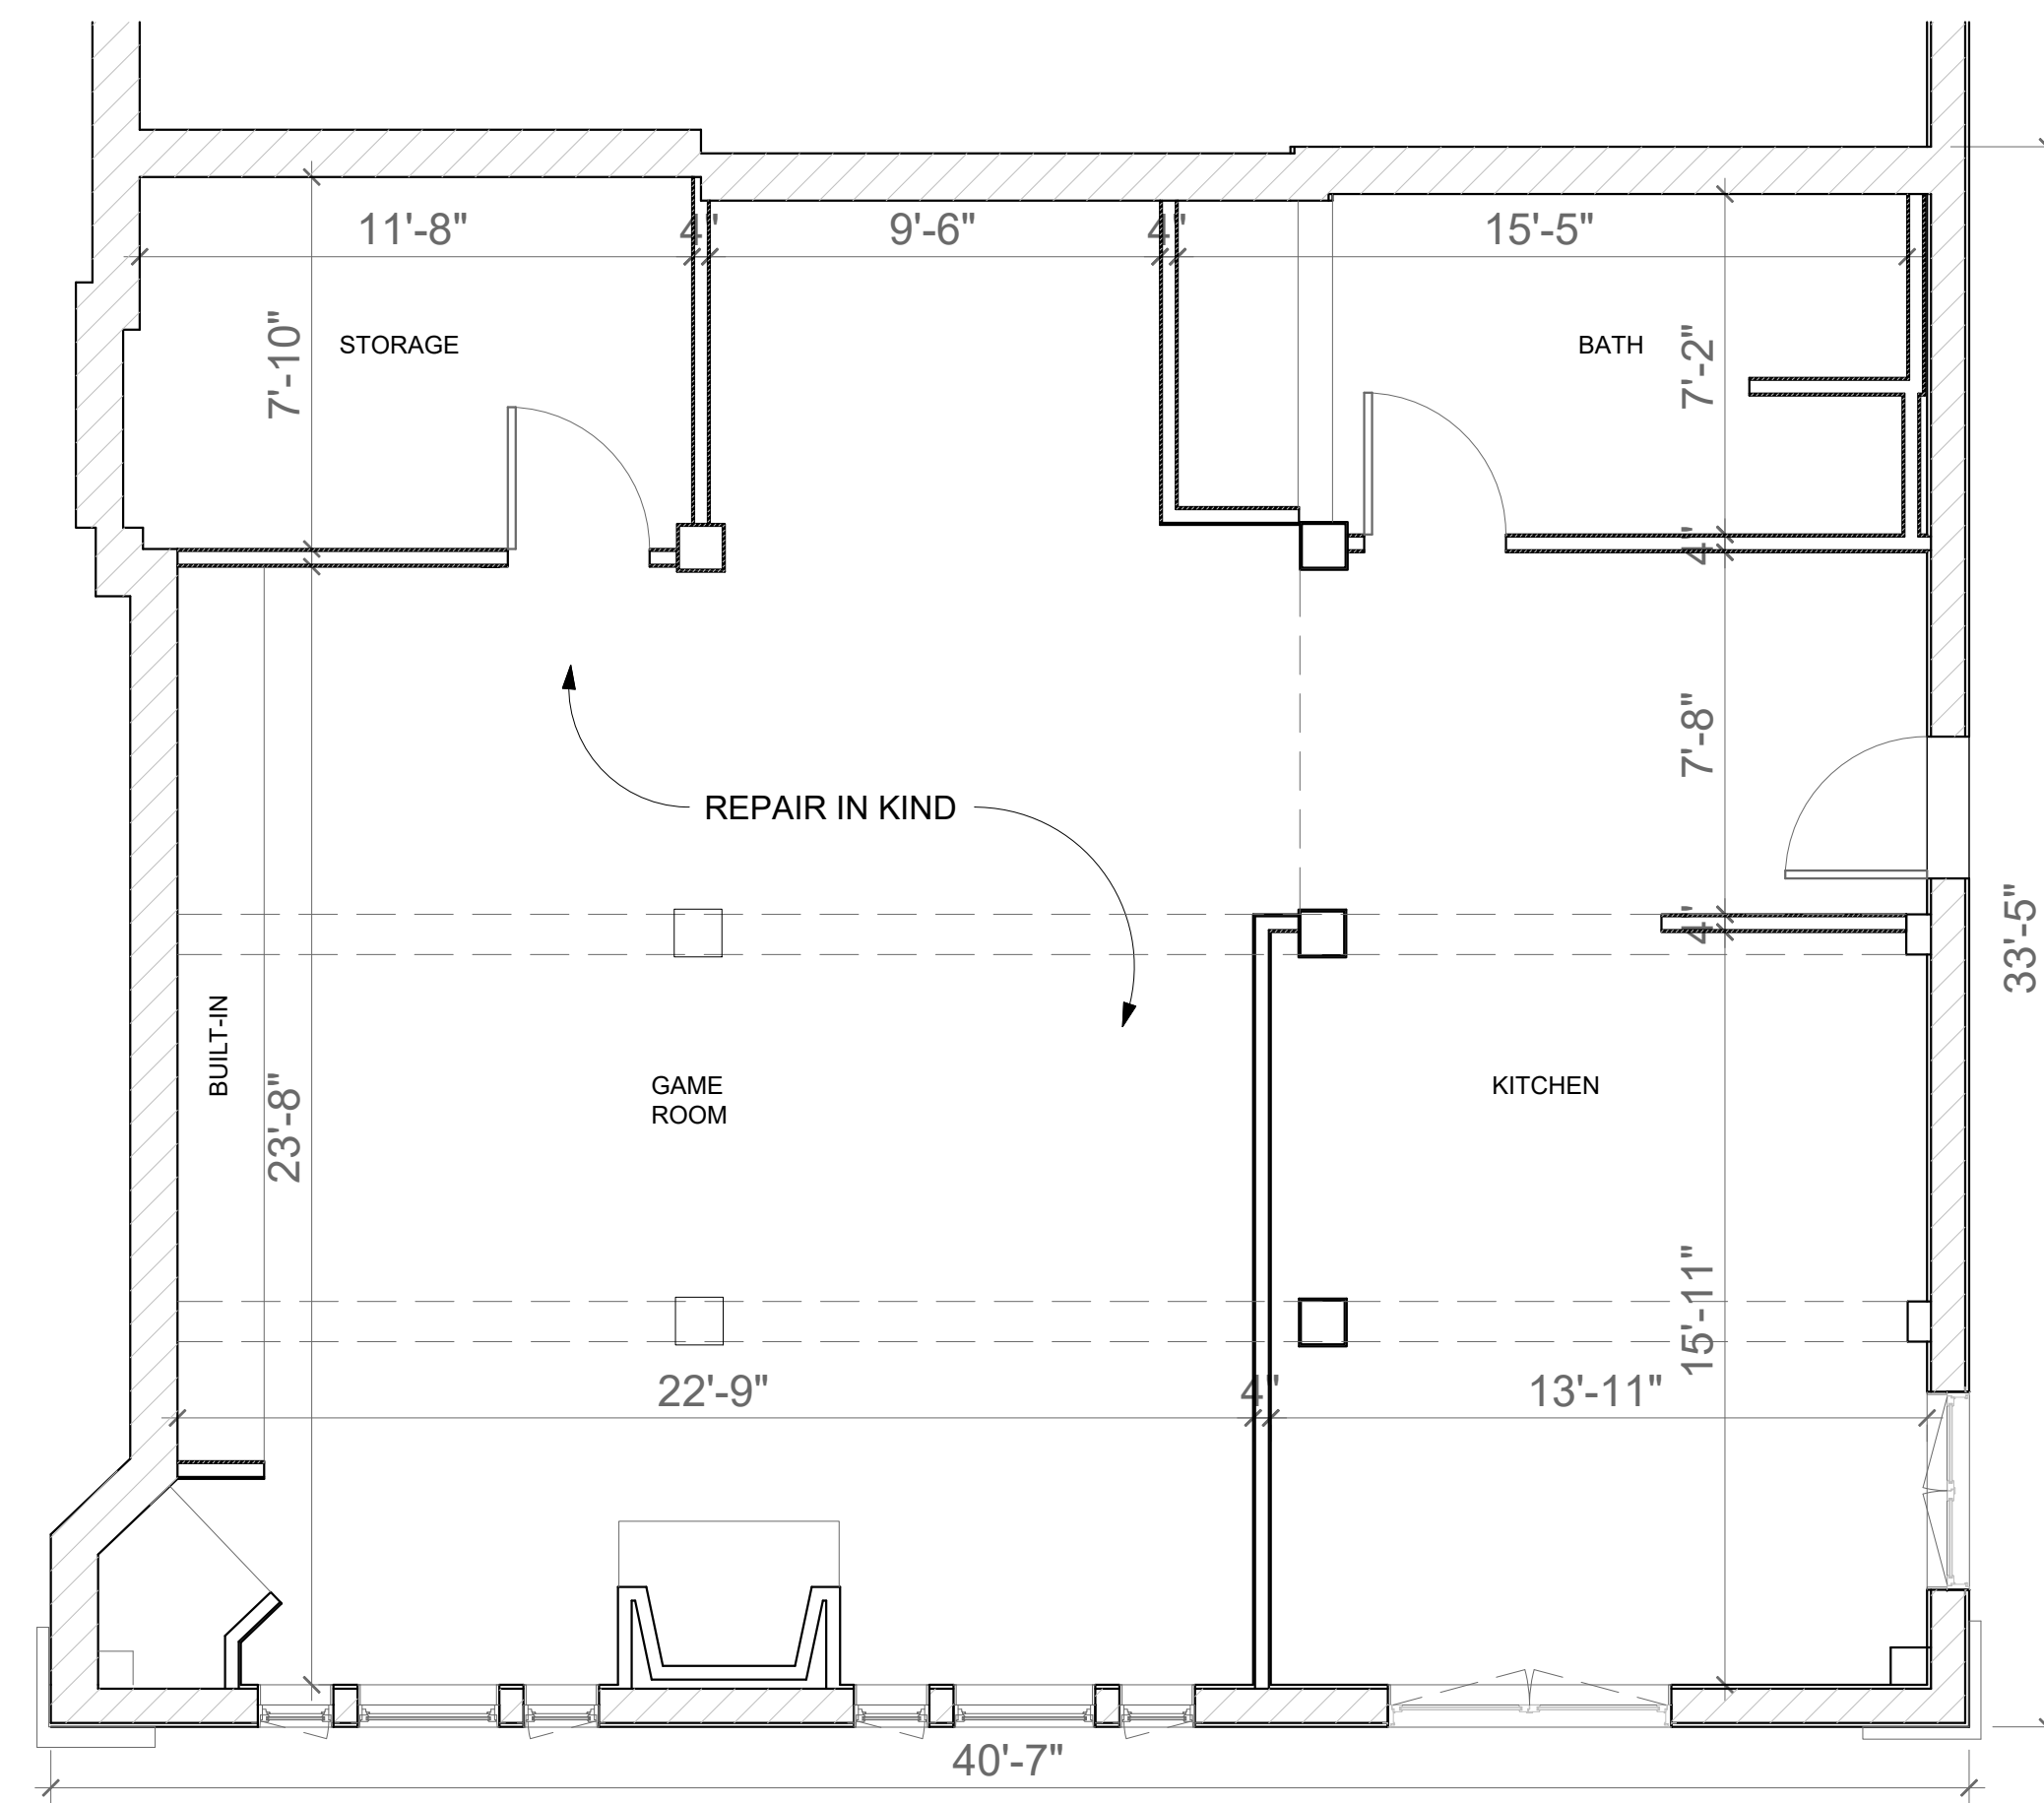 11'-8"
4"
9'-6"
4"
15'-5"
STORAGE
BATH
7'-10"
7'-2"
4"
7'-8"
REPAIR IN KIND
4"
33'-5"
BUILT-IN
GAME
ROOM
KITCHEN
23'-8"
15'-11"
22'-9"
4"
13'-11"
40'-7"